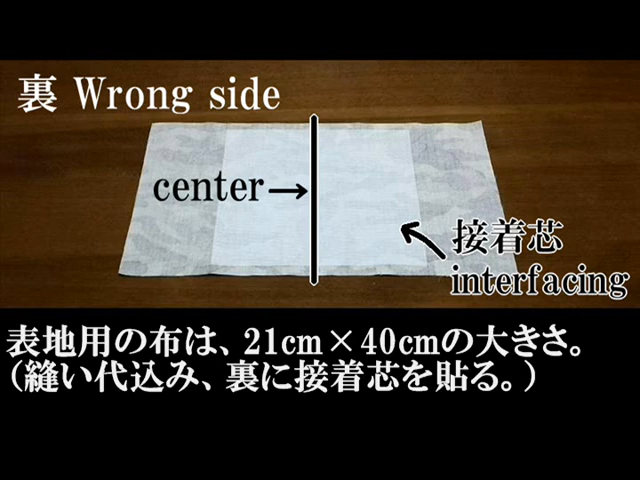 裏 Wrong side
center→
接着芯
interfacing
表地用の布は、21cm×40cmの大きさ。
（縫い代込み、裏に接着芯を貼る。）